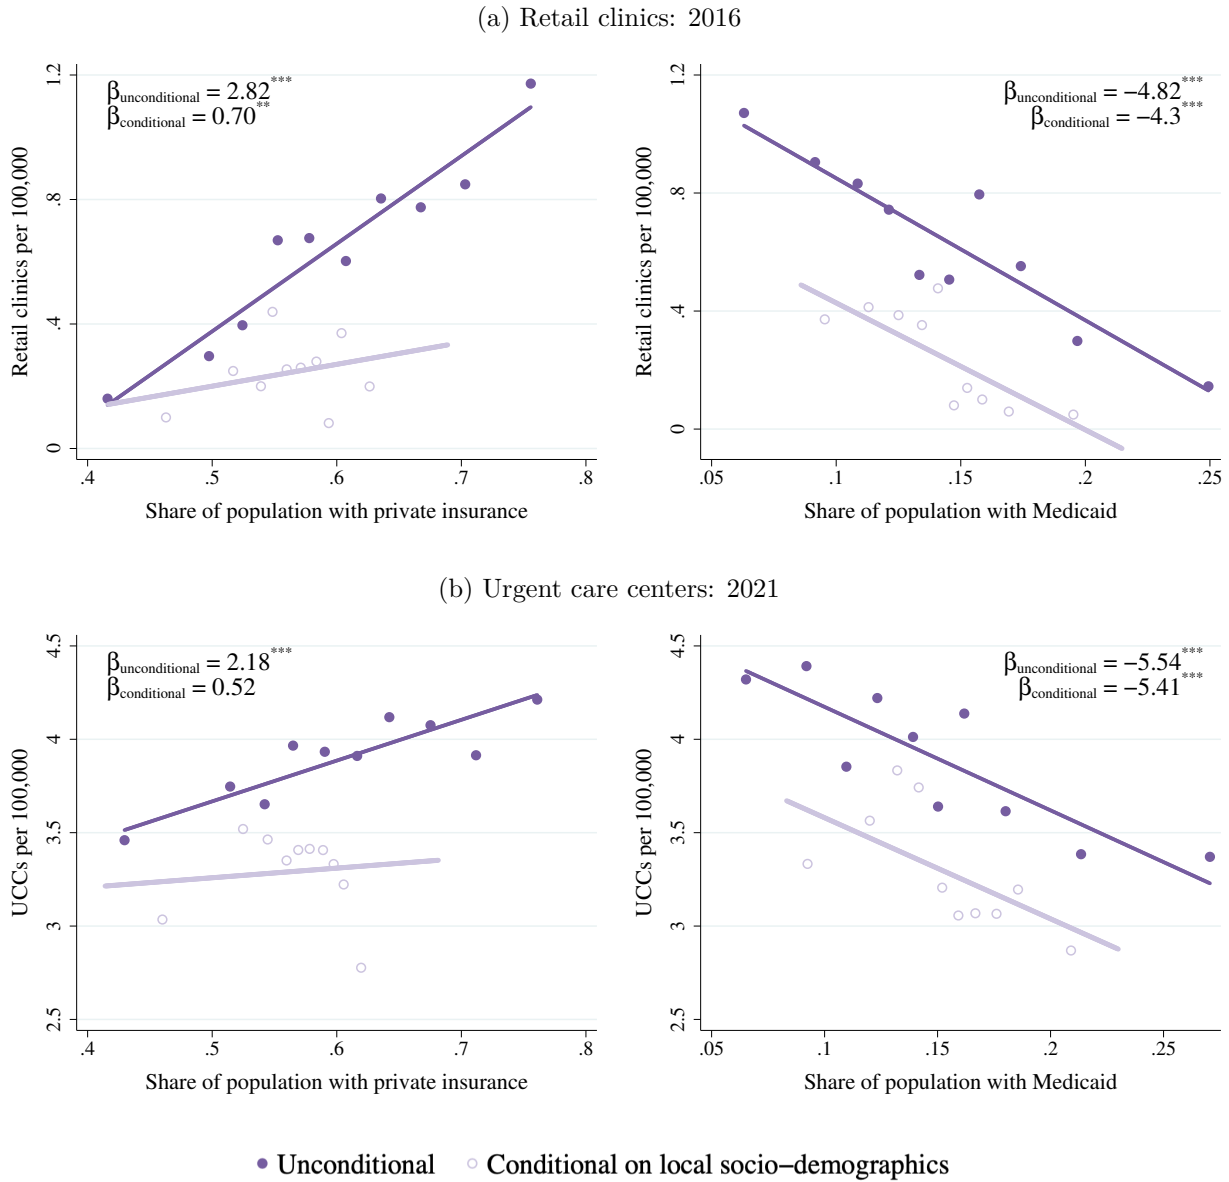 (a) Retail clinics: 2016
βunconditional = 2.82***
βconditional = 0.70**
Retail clinics per 100,000
1.2
.8
.4
0
.4 .5 .6 .7 .8
Share of population with private insurance
βunconditional = −4.82***
βconditional = −4.3***
Retail clinics per 100,000
1.2
.8
.4
0
.05 .1 .15 .2 .25
Share of population with Medicaid
(b) Urgent care centers: 2021
βunconditional = 2.18***
βconditional = 0.52
UCCs per 100,000
4.5
4
3.5
3
2.5
.4 .5 .6 .7 .8
Share of population with private insurance
βunconditional = −5.54***
βconditional = −5.41***
UCCs per 100,000
4.5
4
3.5
3
2.5
.05 .1 .15 .2 .25
Share of population with Medicaid
Unconditional Conditional on local socio−demographics